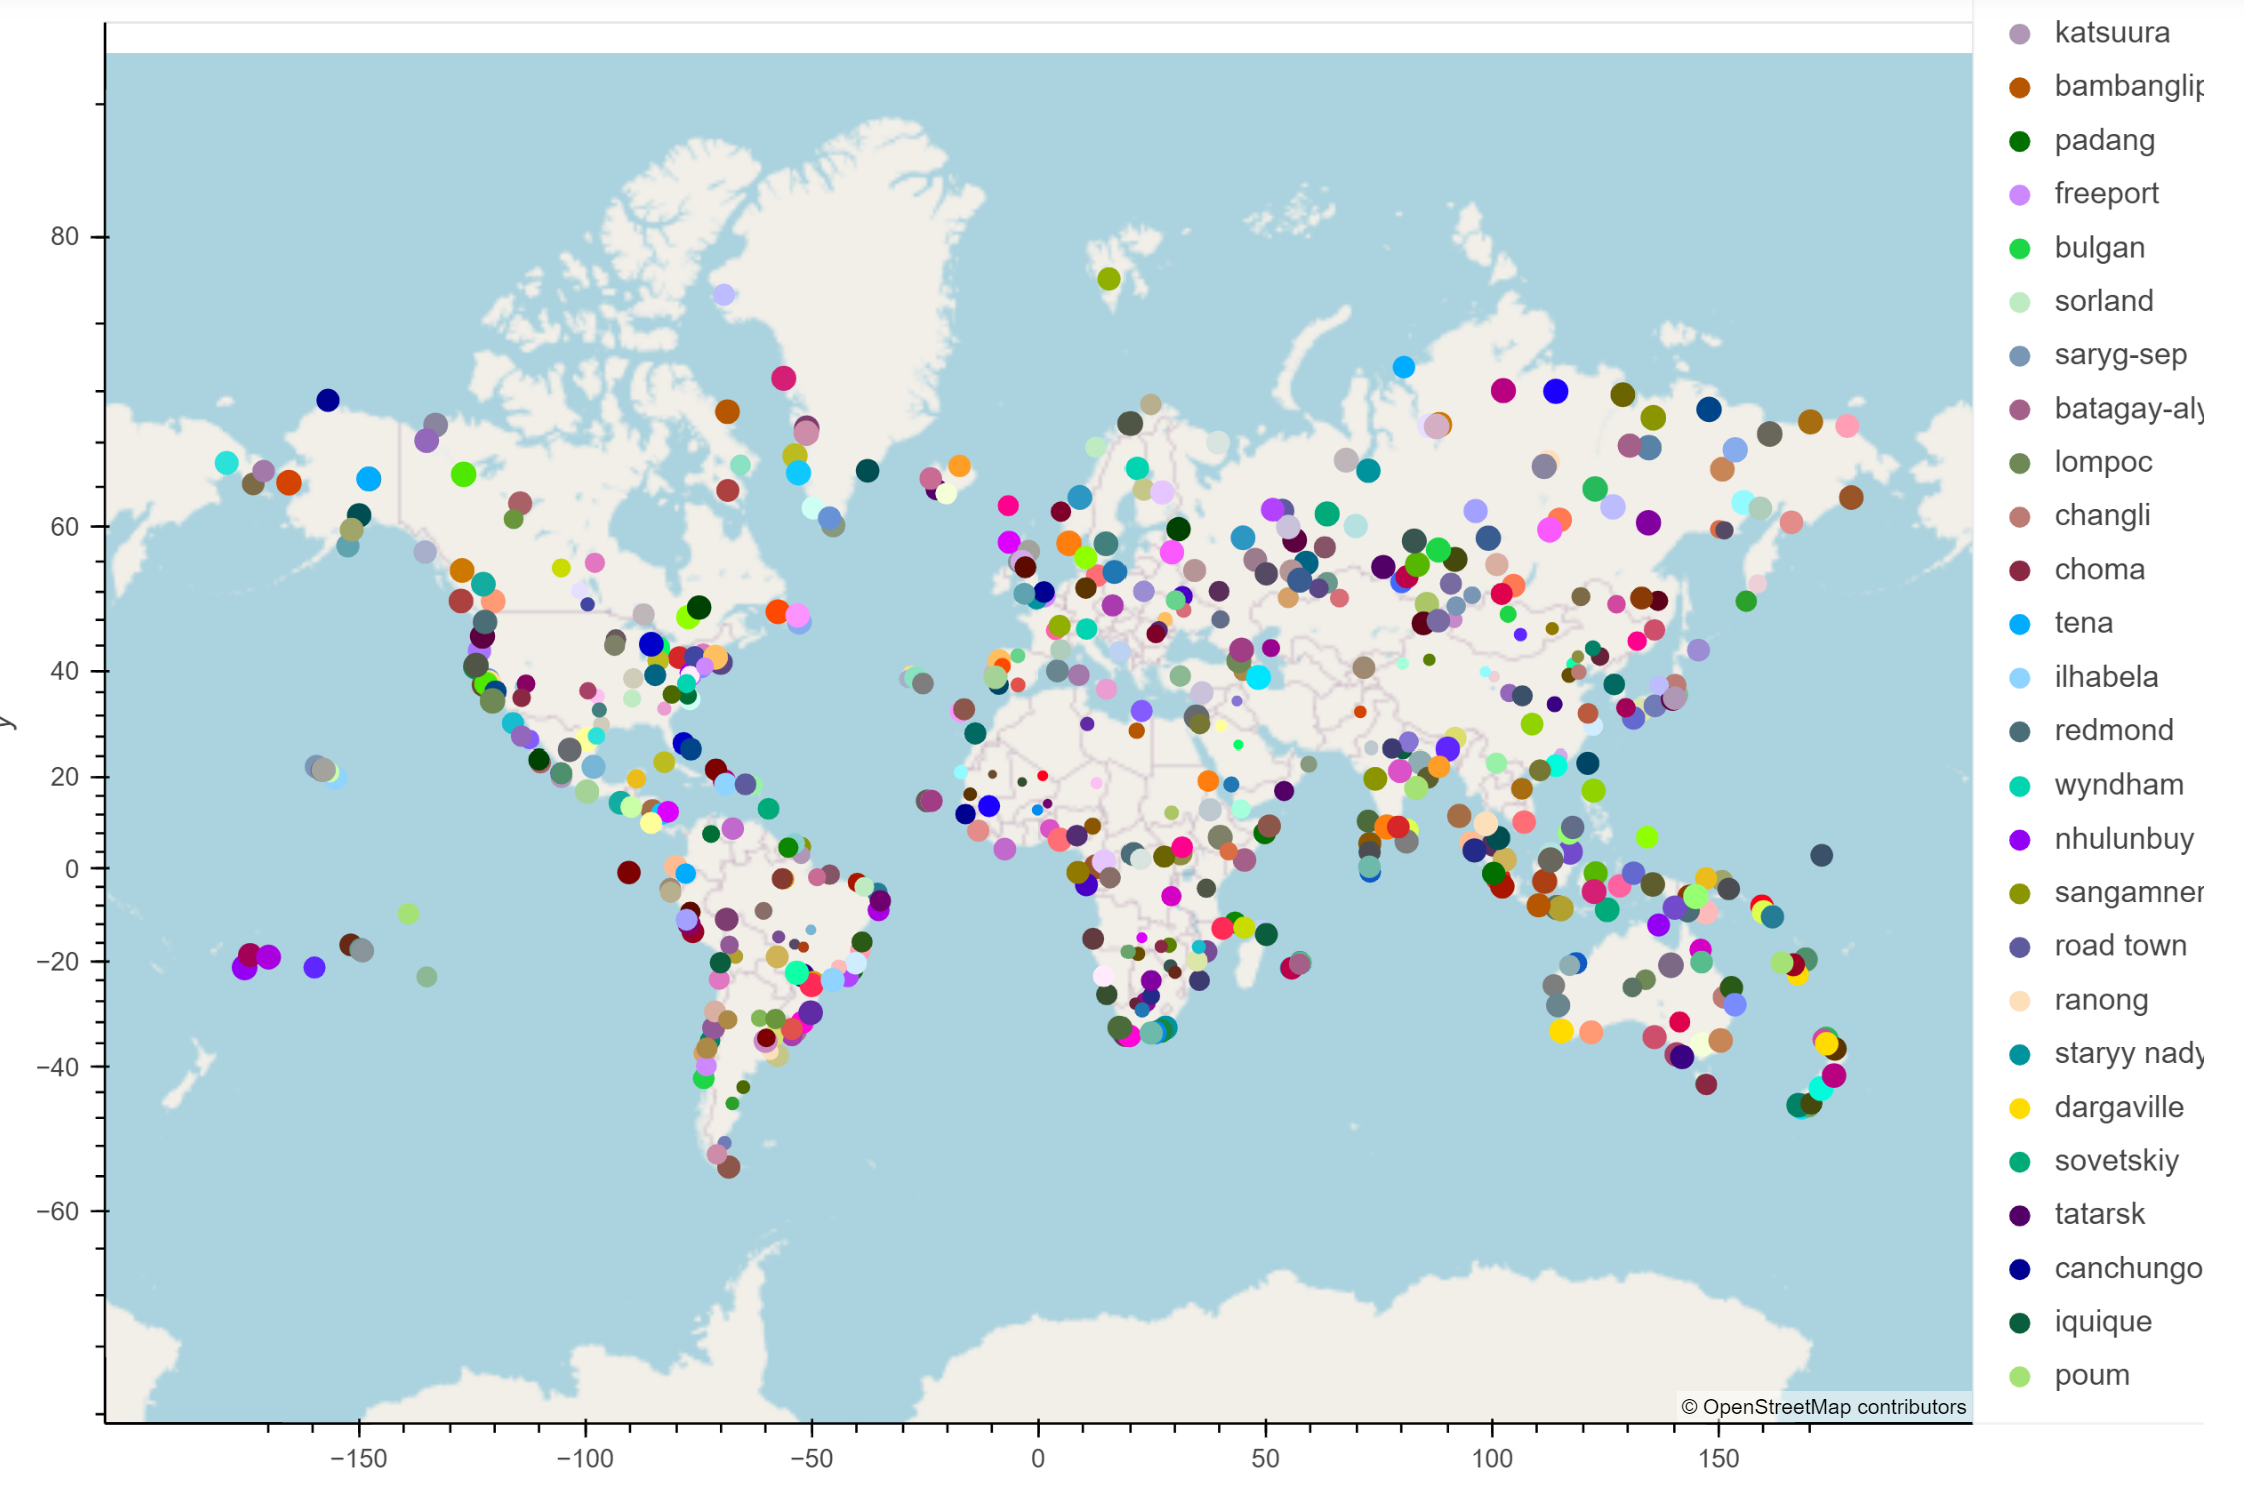 katsuura
bambanglip
padang
freeport
bulgan
sorland
saryg-sep
batagay-aly
lompoc
changli
choma
tena
ilhabela
redmond
wyndham
nhulunbuy
sangamner
road town
ranong
staryy nady
dargaville
sovetskiy
tatarsk
canchungo
iquique
poum
80
60
40
20
0
−20
−40
−60
y
© OpenStreetMap contributors
−150
−100
−50
0
50
100
150